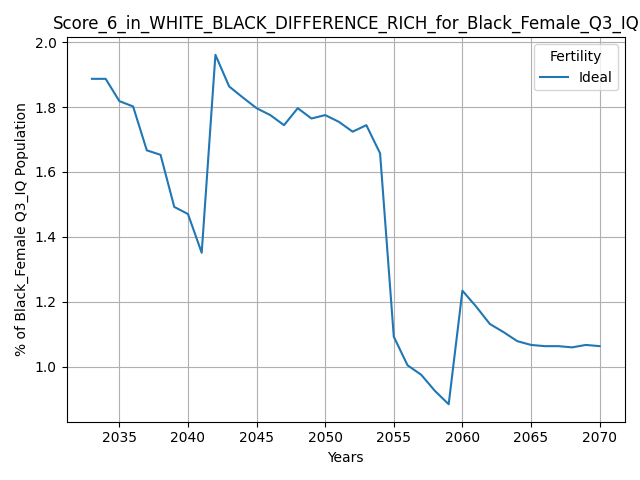 Score_6_in_WHITE_BLACK_DIFFERENCE_RICH_for_Black_Female_Q3_IQ
Fertility
Ideal
% of Black_Female Q3_IQ Population
2.0
1.8
1.6
1.4
1.2
1.0
2035 2040 2045 2050 2055 2060 2065 2070
Years